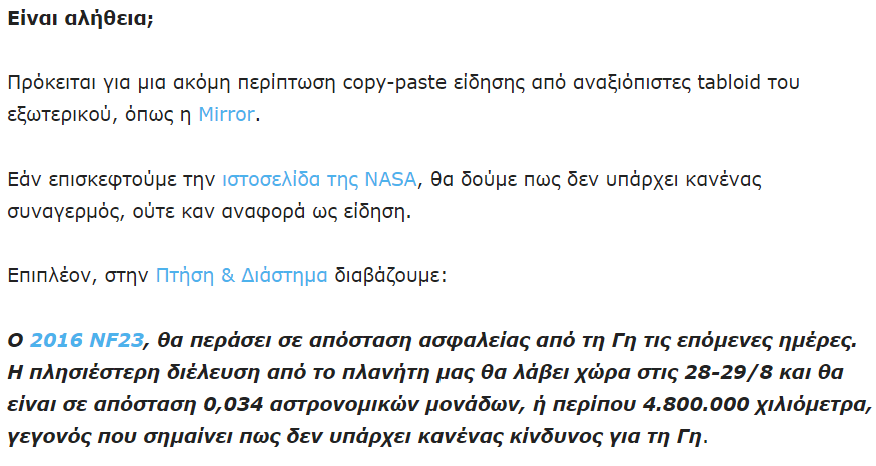 Είναι αλήθεια;
Πρόκειται για μια ακόμη περίπτωση copy-paste είδησης από αναξιόπιστες tabloid του
εξωτερικού, όπως η Mirror.
Εάν επισκεφτούμε την ιστοσελίδα της NASA, θα δούμε πως δεν υπάρχει κανένας
συναγερμός, ούτε καν αναφορά ως είδηση.
Επιπλέον, στην Πτήση & Διάστημα διαβάζουμε:
Ο 2016 NF23, θα περάσει σε απόσταση ασφαλείας από τη Γη τις επόμενες ημέρες.
Η πλησιέστερη διέλευση από το πλανήτη μας θα λάβει χώρα στις 28-29/8 και θα
είναι σε απόσταση 0,034 αστρονομικών μονάδων, ή περίπου 4.800.000 χιλιόμετρα,
γεγονός που σημαίνει πως δεν υπάρχει κανένας κίνδυνος για τη Γη.